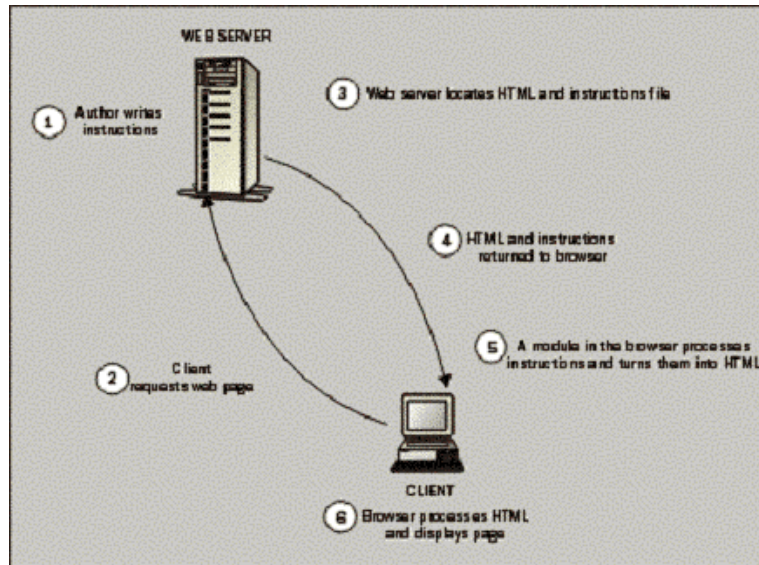 WEB SERVER
1 Author writes
instructions
3 Web server locates HTML and instructions file
4 HTML and instructions
returned to browser
5 A module in the browser processes
instructions and turns them into HTML
2 Client
requests web page
CLIENT
6 Browser processes HTML
and displays page